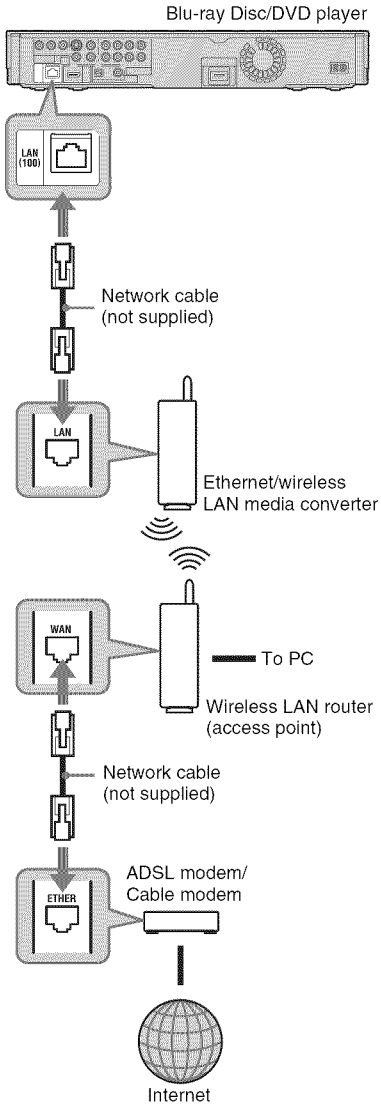 Blu-ray Disc/DVD player
LAN
(100)
Network cable
(not supplied)
LAN
Ethernet/wireless
LAN media converter
WAN
To PC
Wireless LAN router
(access point)
Network cable
(not supplied)
ADSL modem/
Cable modem
ETHER
Internet